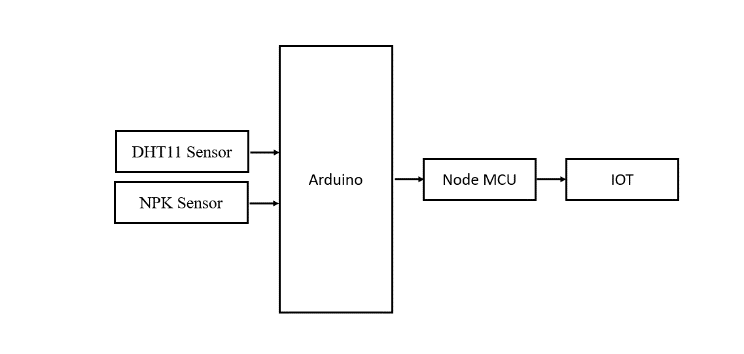 DHT11 Sensor
NPK Sensor
Arduino
Node MCU
IOT